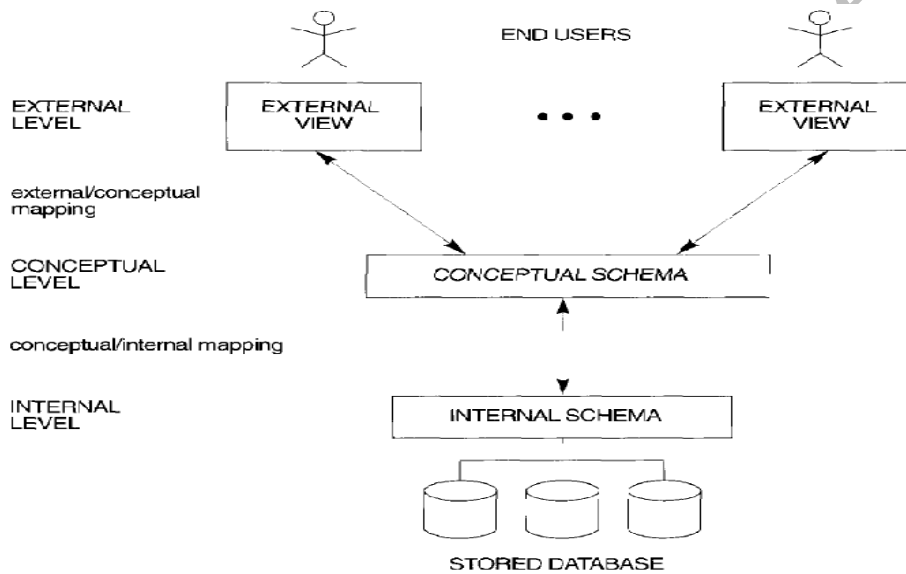 END USERS
EXTERNAL
LEVEL
EXTERNAL
VIEW
• • •
EXTERNAL
VIEW
external/conceptual
mapping
CONCEPTUAL
LEVEL
CONCEPTUAL SCHEMA
conceptual/internal mapping
INTERNAL
LEVEL
INTERNAL SCHEMA
STORED DATABASE